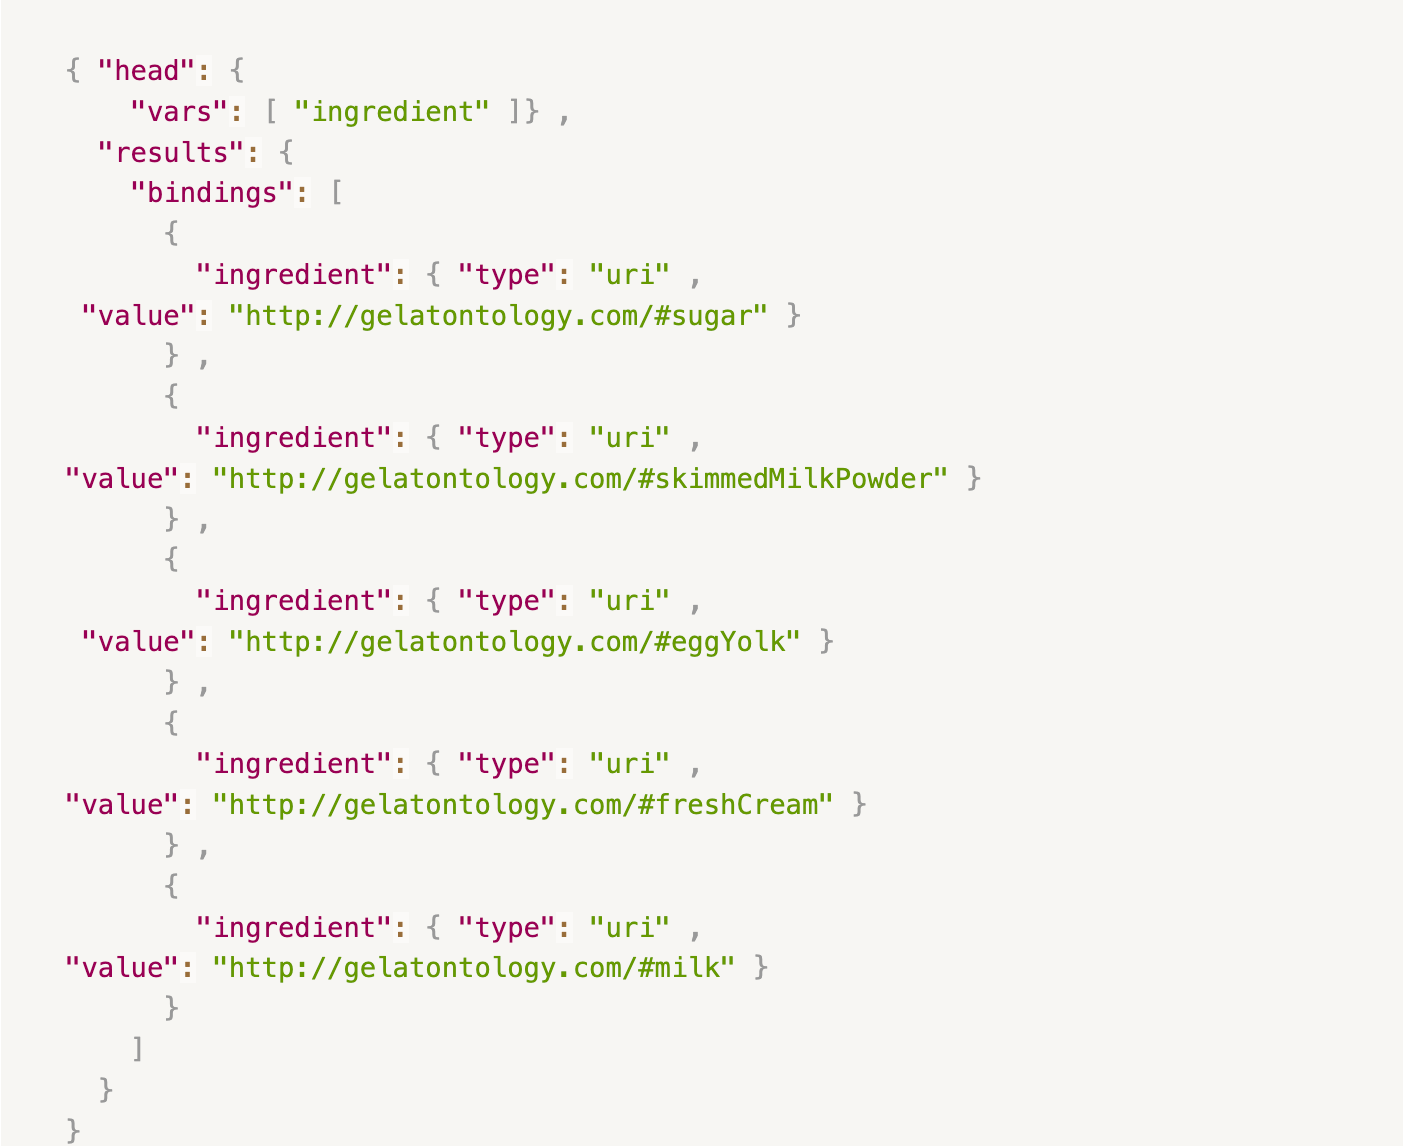 { "head": {
    "vars": [ "ingredient" ]} ,
  "results": {
    "bindings": [
      {
        "ingredient": { "type": "uri" ,
 "value": "http://gelatontology.com/#sugar" }
      } ,
      {
        "ingredient": { "type": "uri" ,
"value": "http://gelatontology.com/#skimmedMilkPowder" }
      } ,
      {
        "ingredient": { "type": "uri" ,
 "value": "http://gelatontology.com/#eggYolk" }
      } ,
      {
        "ingredient": { "type": "uri" ,
"value": "http://gelatontology.com/#freshCream" }
      } ,
      {
        "ingredient": { "type": "uri" ,
"value": "http://gelatontology.com/#milk" }
      }
    ]
  }
}